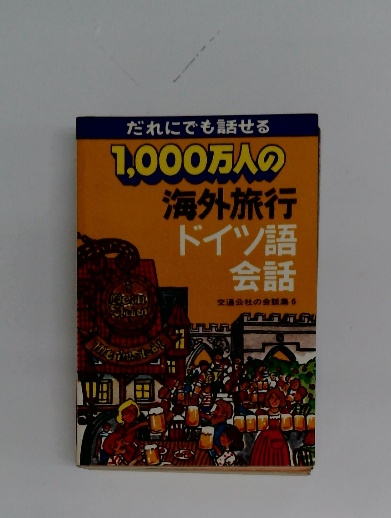 だれにでも話せる
1,000万人の
海外旅行
ドイツ語
会話
交通公社の会話集6